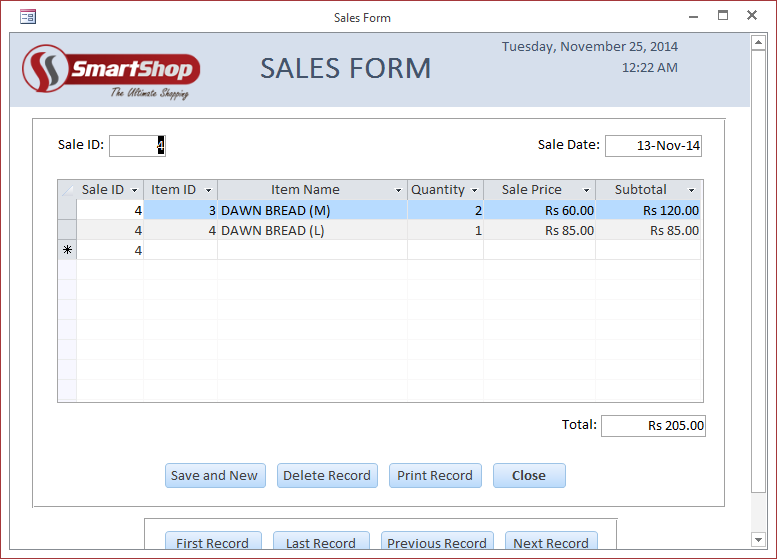 Sales Form
SmartShop
The Ultimate Shopping
SALES FORM
Tuesday, November 25, 2014
12:22 AM
Sale ID: 4
Sale Date: 13-Nov-14
Sale ID Item ID Item Name Quantity Sale Price Subtotal
4 3 DAWN BREAD (M) 2 Rs 60.00 Rs 120.00
4 4 DAWN BREAD (L) 1 Rs 85.00 Rs 85.00
* 4
Total: Rs 205.00
Save and New Delete Record Print Record Close
First Record Last Record Previous Record Next Record